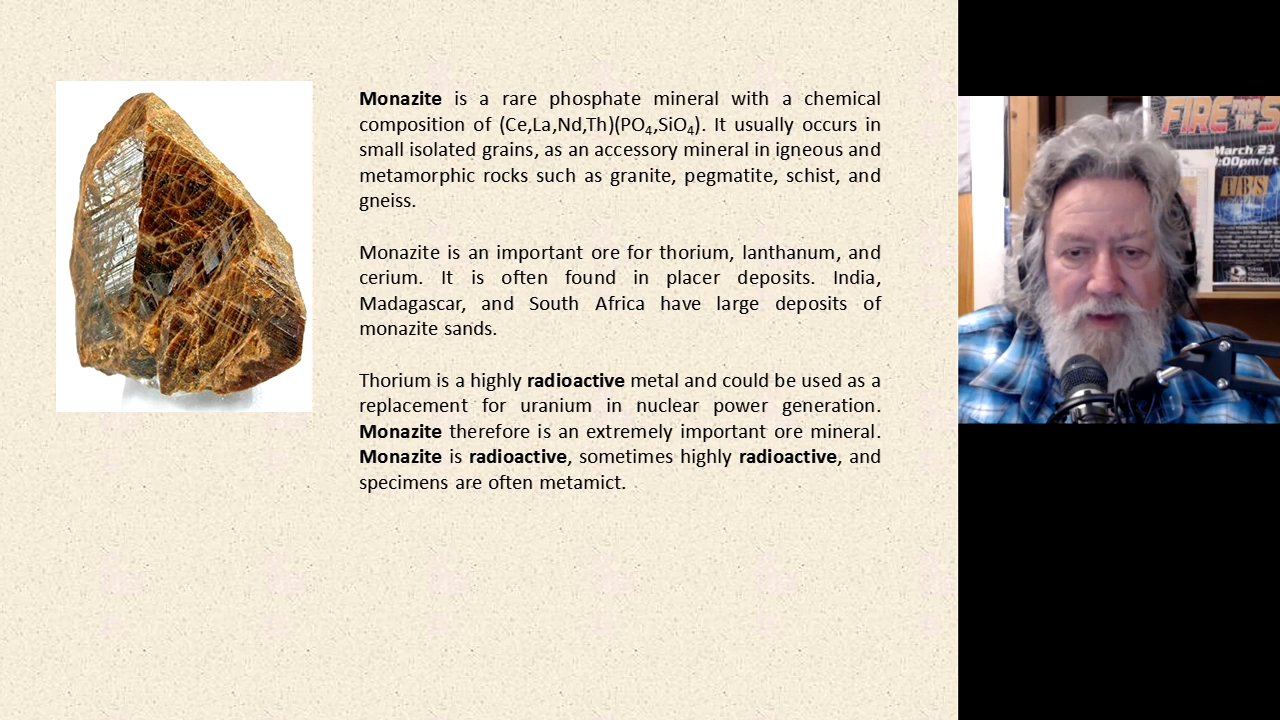 Monazite is a rare phosphate mineral with a chemical
composition of (Ce,La,Nd,Th)(PO₄,SiO₄). It usually occurs in
small isolated grains, as an accessory mineral in igneous and
metamorphic rocks such as granite, pegmatite, schist, and
gneiss.
Monazite is an important ore for thorium, lanthanum, and
cerium. It is often found in placer deposits. India,
Madagascar, and South Africa have large deposits of
monazite sands.
Thorium is a highly radioactive metal and could be used as a
replacement for uranium in nuclear power generation.
Monazite therefore is an extremely important ore mineral.
Monazite is radioactive, sometimes highly radioactive, and
specimens are often metamict.
FIRE FROM THE S
March 23
:00pm/et
TBS